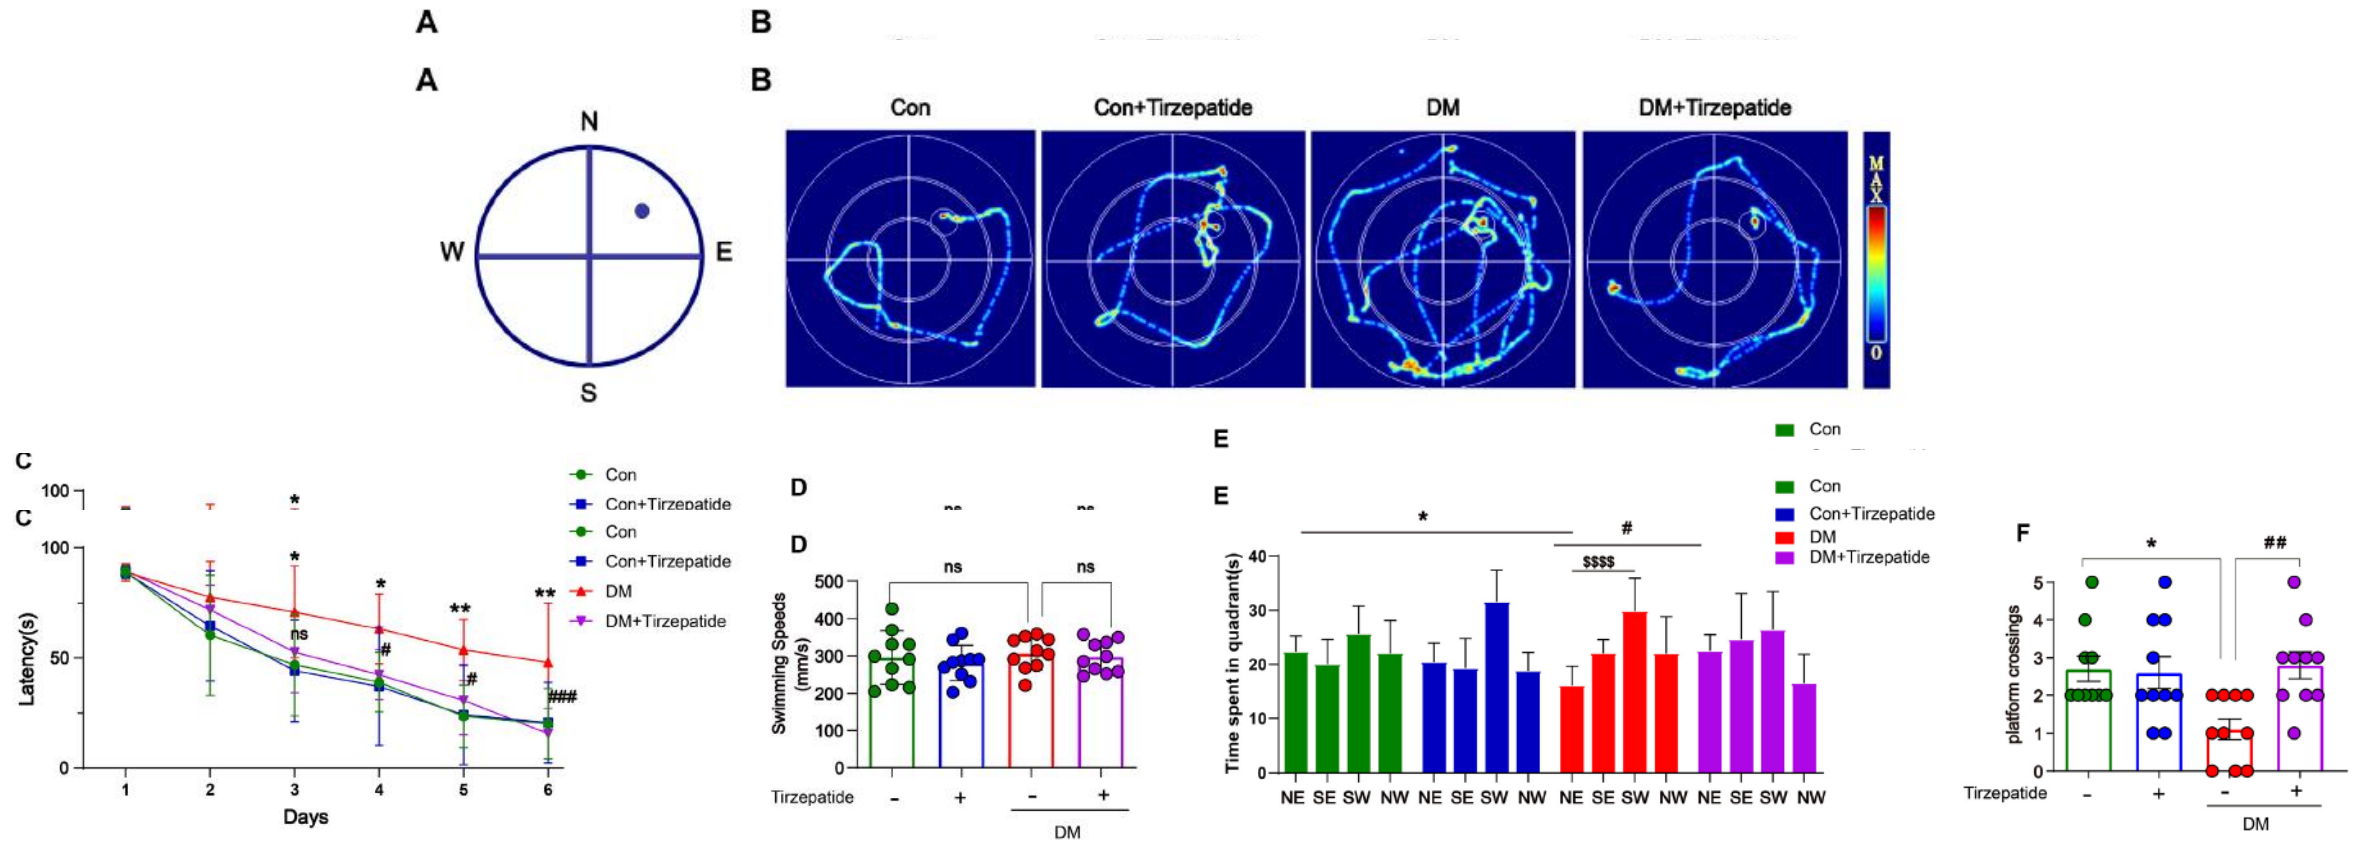 A
B
A
B
N
W
E
S
Con
Con+Tirzepatide
DM
DM+Tirzepatide
MAX
0
C
100
*
Con
Con+Tirzepatide
C
100
50
0
Latency(s)
*
ns
*
#
**
#
**
###
1 2 3 4 5 6
Days
Con
Con+Tirzepatide
DM
DM+Tirzepatide
D
ns ns
D
ns ns
500
400
300
200
100
0
Swimming Speeds
(mm/s)
Tirzepatide - + - +
DM
E
Con
E
Con
Con+Tirzepatide
DM
DM+Tirzepatide
*
#
$$$$
40
30
20
10
0
Time spent in quadrant(s)
NE SE SW NW NE SE SW NW NE SE SW NW NE SE SW NW
F
* ##
5
4
3
2
1
0
platform crossings
Tirzepatide - + - +
DM